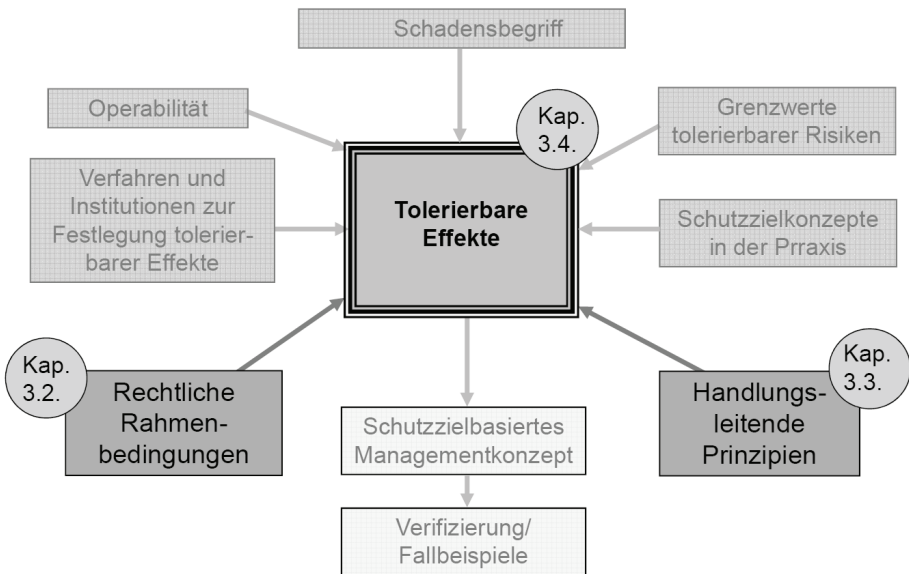 Schadensbegriff
Operabilität
Kap.
3.4.
Grenzwerte
tolerierbarer Risiken
Verfahren und
Institutionen zur
Festlegung tolerier-
barer Effekte
Tolerierbare
Effekte
Schutzzielkonzepte
in der Prraxis
Kap.
3.2.
Rechtliche
Rahmen-
bedingungen
Kap.
3.3.
Handlungs-
leitende
Prinzipien
Schutzzielbasiertes
Managementkonzept
Verifizierung/
Fallbeispiele